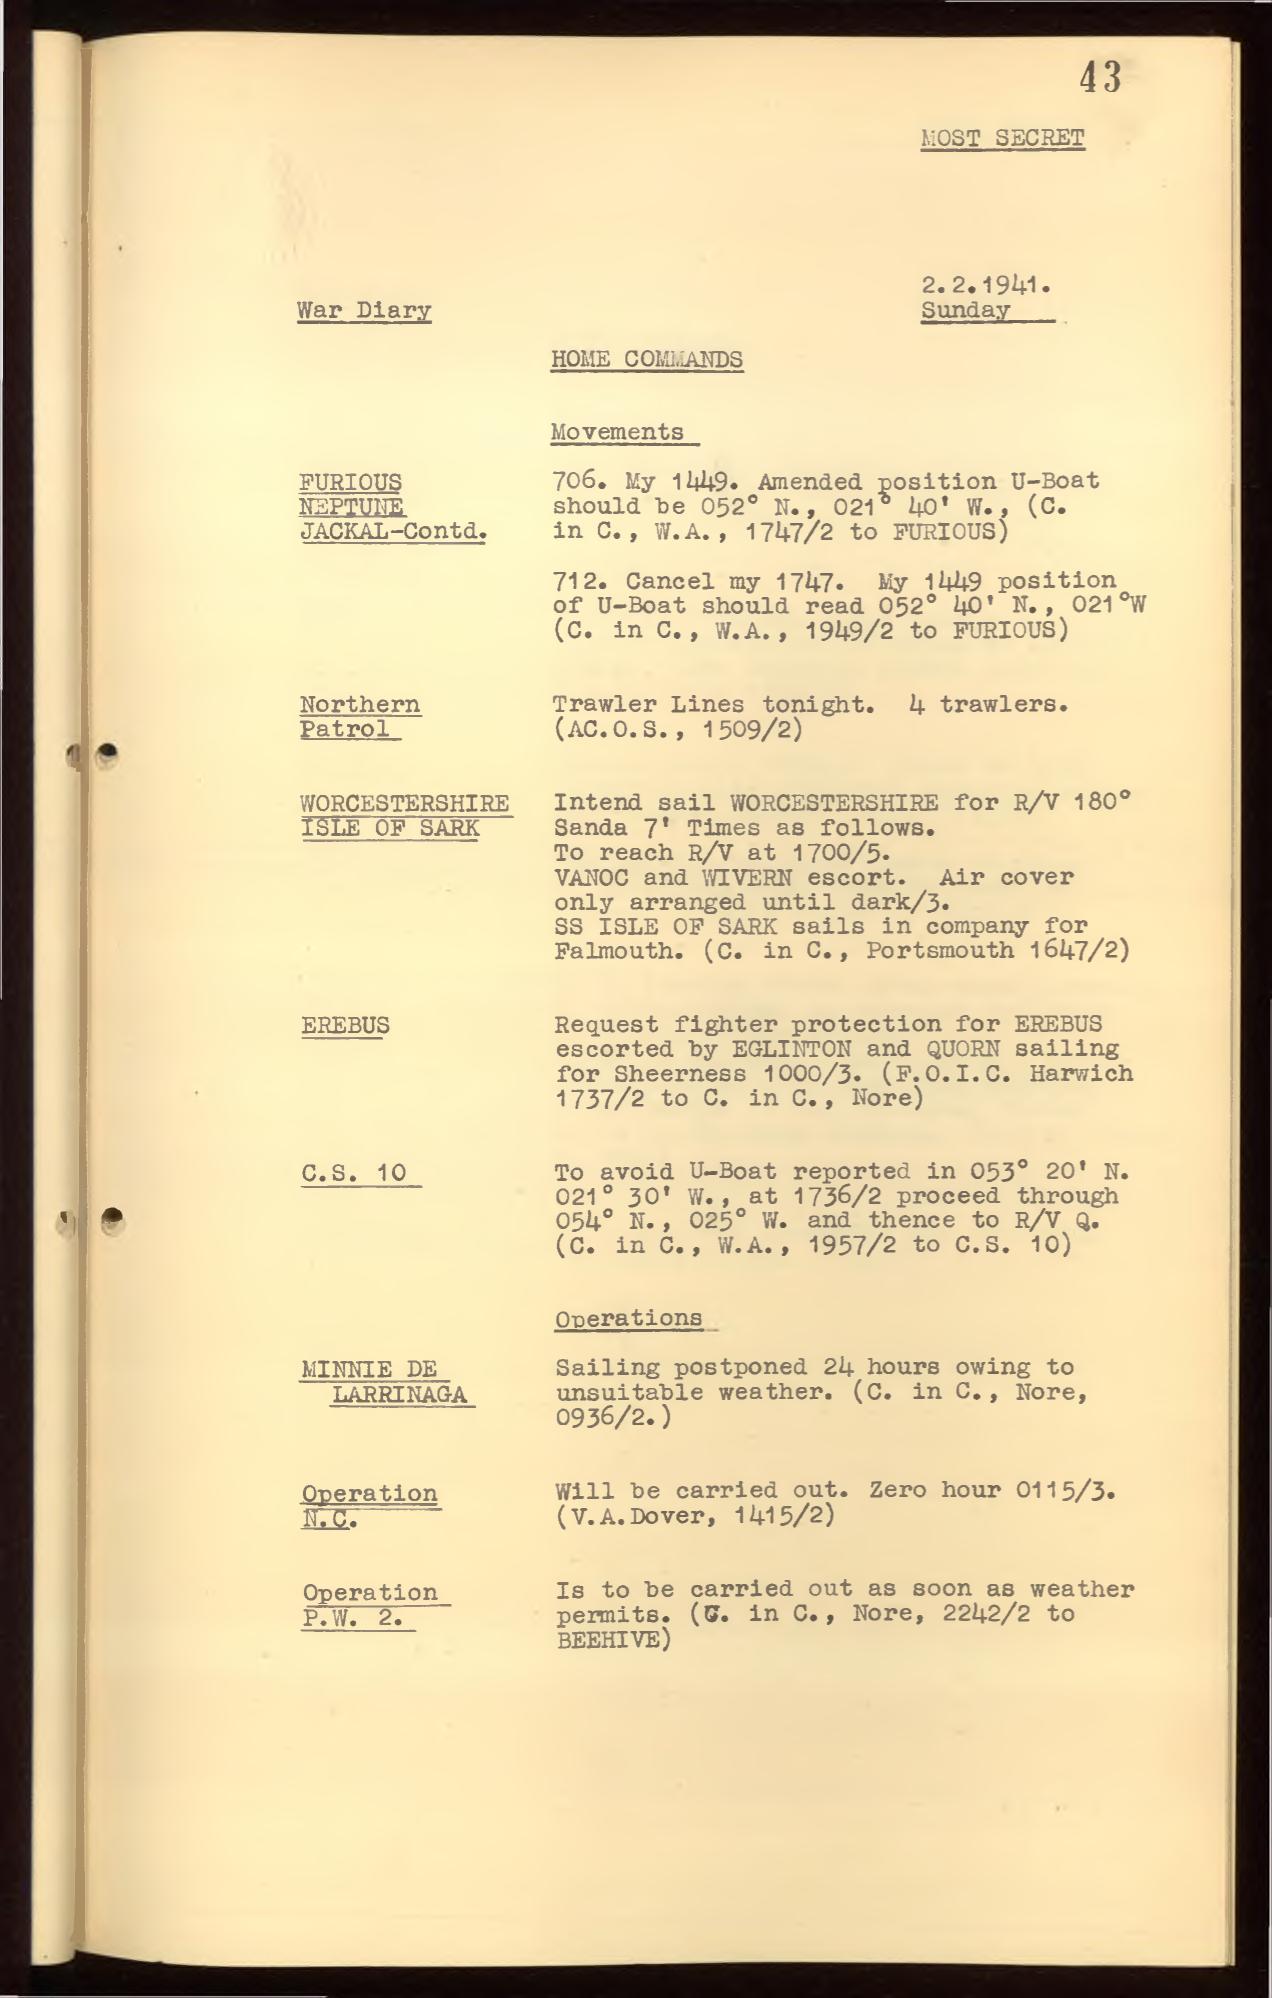 43
MOST SECRET
2.2.1941.
War Diary
Sunday
HOME COMMANDS
Movements
FURIOUS
NEPTUNE
JACKAL-Contd.
706. My 1449. Amended position U-Boat
should be 052° N., 021° 40' W., (C.
in C., W.A., 1747/2 to FURIOUS)
712. Cancel my 1747. My 1449 position
of U-Boat should read 052° 40' N., 021°W
(C. in C., W.A., 1949/2 to FURIOUS)
Northern
Patrol
Trawler Lines tonight. 4 trawlers.
(AC.O.S., 1509/2)
WORCESTERSHIRE
ISLE OF SARK
Intend sail WORCESTERSHIRE for R/V 180°
Sanda 7' Times as follows.
To reach R/V at 1700/5.
VANOC and WIVERN escort. Air cover
only arranged until dark/3.
SS ISLE OF SARK sails in company for
Falmouth. (C. in C., Portsmouth 1647/2)
EREBUS
Request fighter protection for EREBUS
escorted by EGLINTON and QUORN sailing
for Sheerness 1000/3. (F.O.I.C. Harwich
1737/2 to C. in C., Nore)
C.S. 10
To avoid U-Boat reported in 053° 20' N.
021° 30' W., at 1736/2 proceed through
054° N., 025° W. and thence to R/V Q.
(C. in C., W.A., 1957/2 to C.S. 10)
Operations
MINNIE DE
LARRINAGA
Sailing postponed 24 hours owing to
unsuitable weather. (C. in C., Nore,
0936/2.)
Operation
N.C.
Will be carried out. Zero hour 0115/3.
(V.A.Dover, 1415/2)
Operation
P.W. 2.
Is to be carried out as soon as weather
permits. (C. in C., Nore, 2242/2 to
BEEHIVE)